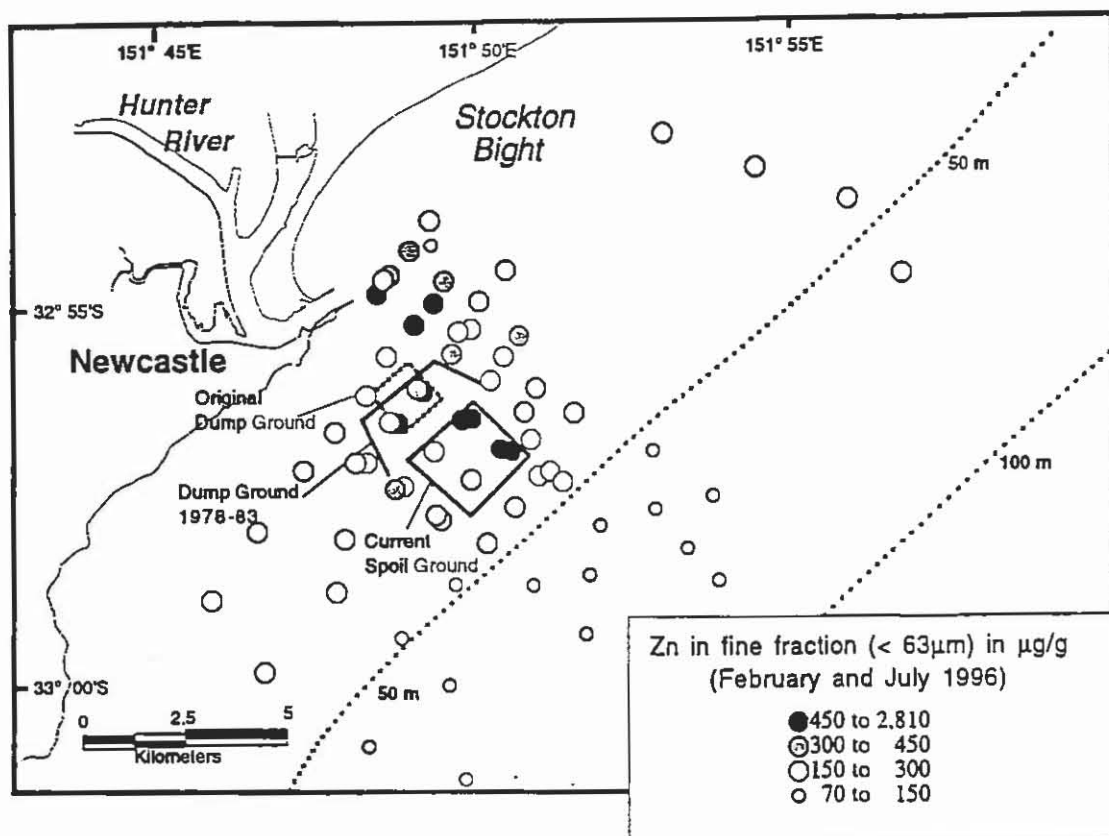 151° 45'E
151° 50'E
151° 55'E
Hunter
River
Stockton
Bight
50 m
32° 55'S
Newcastle
Original
Dump Ground
100 m
Dump Ground
1978-83
Current
Spoil Ground
33° 00'S
50 m
0 2.5 5
Kilometers
Zn in fine fraction (< 63µm) in µg/g
(February and July 1996)
450 to 2,810
300 to 450
150 to 300
70 to 150